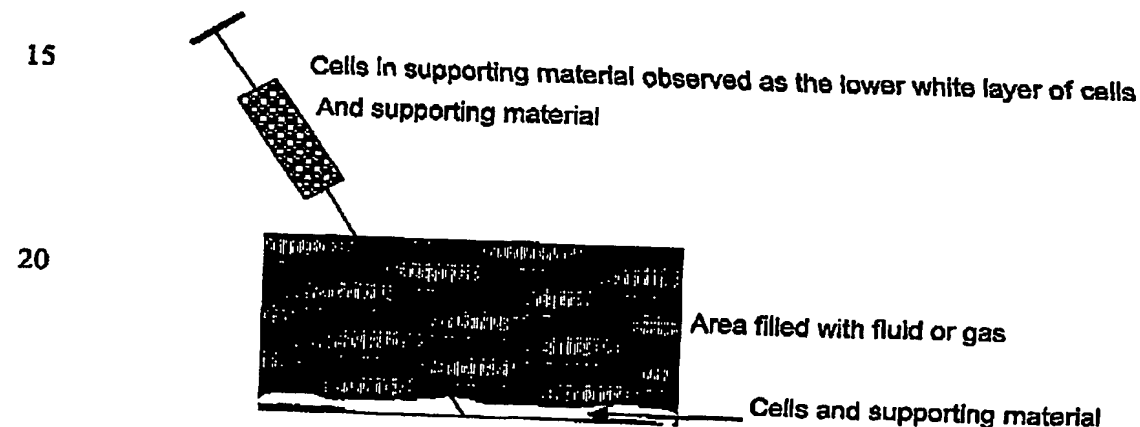 15
Cells in supporting material observed as the lower white layer of cells
And supporting material
20
Area filled with fluid or gas
Cells and supporting material